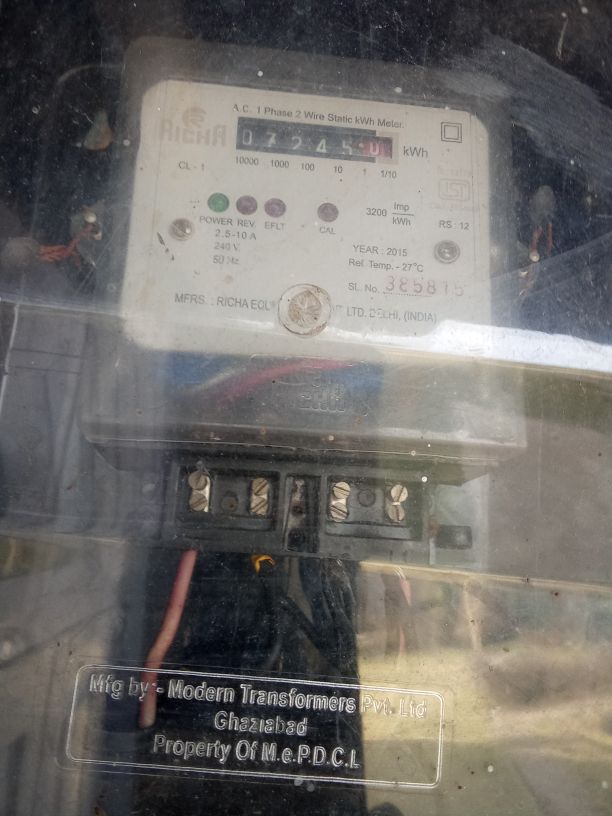 A.C. 1 Phase 2 Wire Static kWh Meter.
RICHA
072450 kWh
CL - 1
10000 1000 100 10 1 1/10
POWER REV. EFLT CAL
3200 Imp/kWh
RS : 12
2.5-10 A
240 V.
50 Hz.
YEAR : 2015
Ref. Temp. - 27°C
SL. No. 385815
MFRS. : RICHA LTD. DELHI, (INDIA)
Mfg by:- Modern Transformers Pvt. Ltd
Ghaziabad
Property Of M.e.P.D.C.L